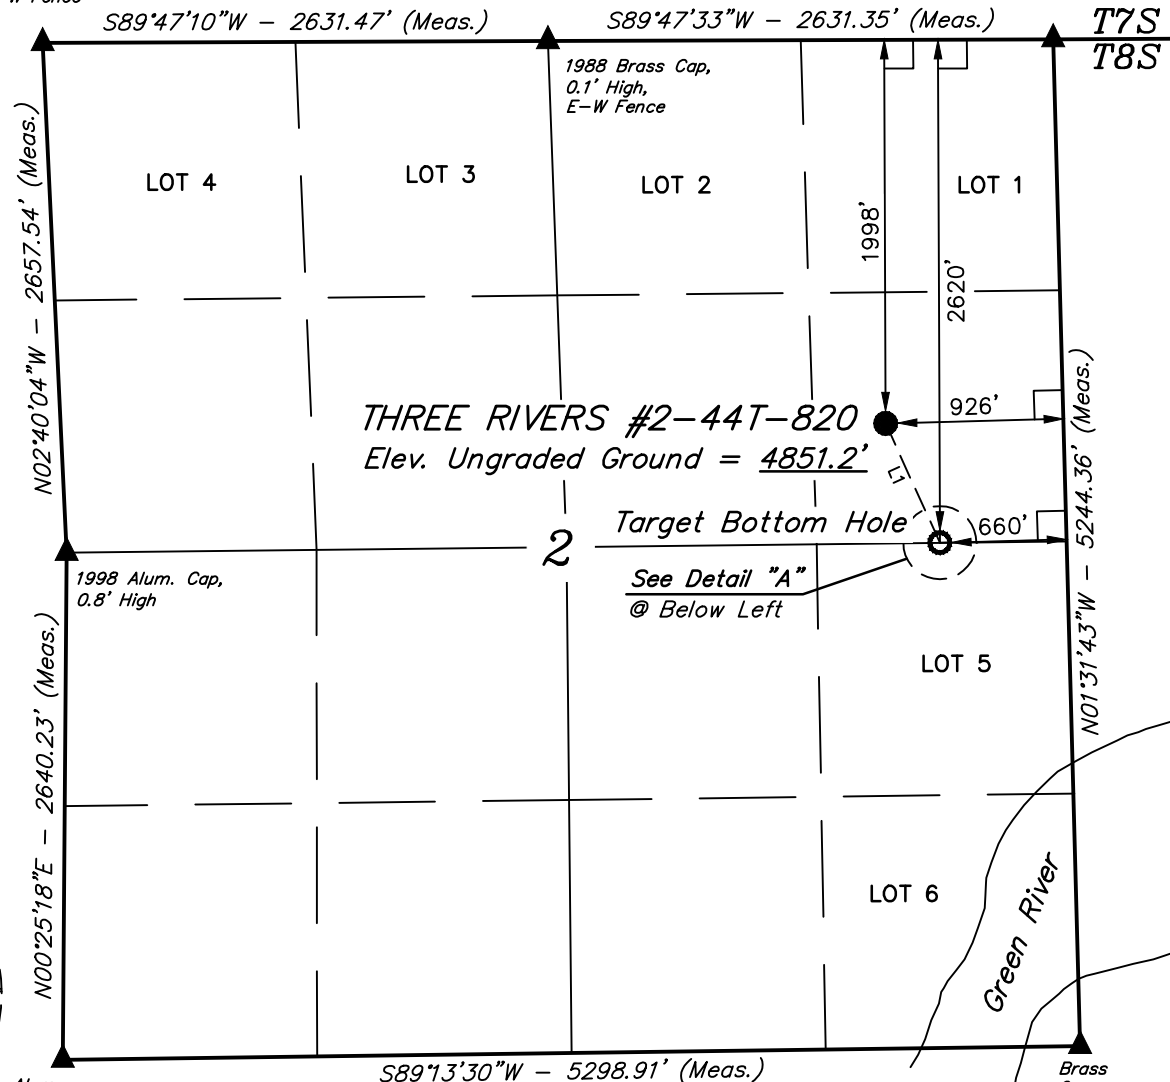 S89°47'10"W - 2631.47' (Meas.)
S89°47'33"W - 2631.35' (Meas.)
T7S
T8S
1988 Brass Cap,
0.1' High,
E-W Fence
N02°40'04"W - 2657.54' (Meas.)
LOT 4
LOT 3
LOT 2
LOT 1
1998'
2620'
THREE RIVERS #2-44T-820
926'
Elev. Ungraded Ground = 4851.2'
L1
N01°31'43"W - 5244.36' (Meas.)
Target Bottom Hole
660'
2
1998 Alum. Cap,
0.8' High
See Detail "A"
@ Below Left
LOT 5
N00°25'18"E - 2640.23' (Meas.)
LOT 6
Green River
S89°13'30"W - 5298.91' (Meas.)
Brass